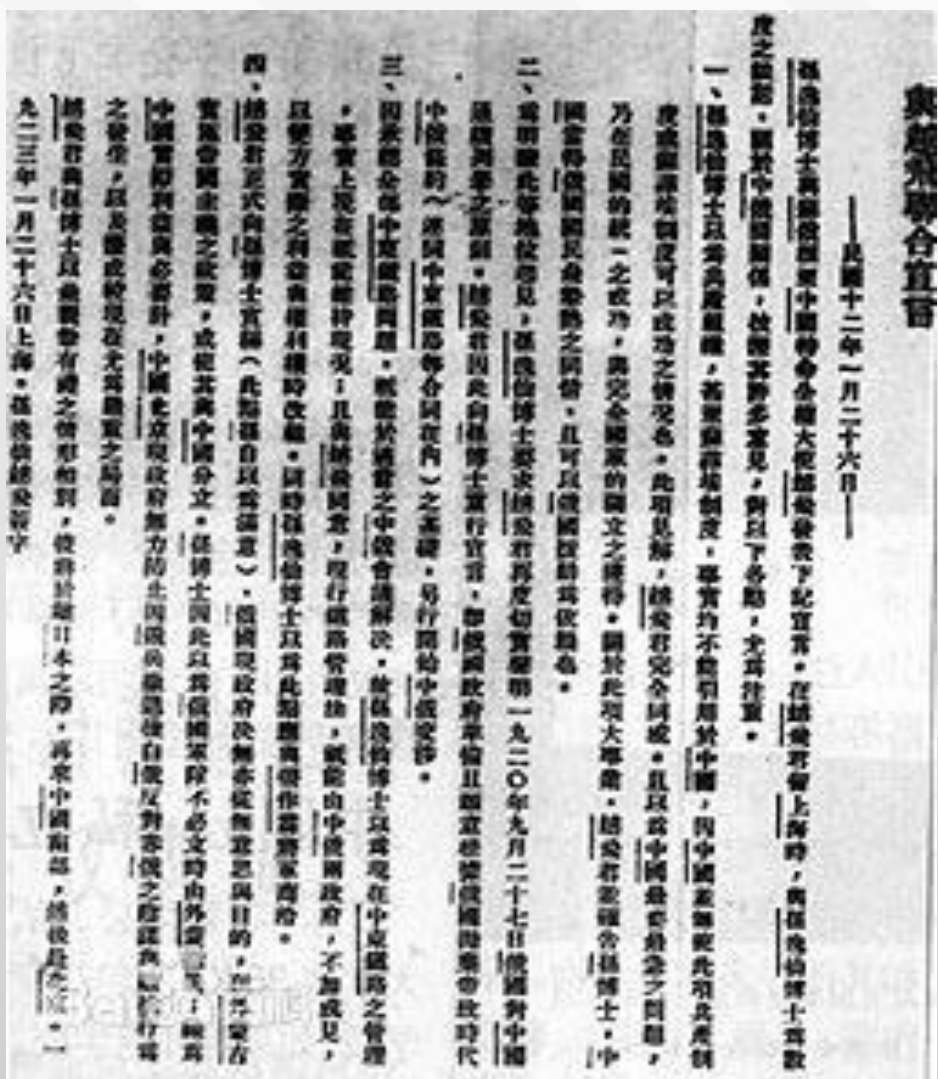 與越飛聯合宣言
——民國十二年一月二十六日——
孫逸仙博士與蘇俄派至中國特命全權大使越飛發表下記宣言。在越飛君留上海時,與孫逸仙博士為數
度之談話,關於中俄關係,披瀝其許多意見,對以下各點,尤為注重。
一、孫逸仙博士以為共產組織,甚至蘇維埃制度,事實均不能引用於中國,因中國並無使此項共產制
度或蘇維埃制度可以成功之情況也。此項見解,越飛君完全同感。且以為中國最要最急之問題,
乃在民國的統一之成功,與完全國家的獨立之獲得。關於此項大事業,越飛君並確告孫博士,中
國當得俄國國民最摯熱之同情,且可以俄國援助為依賴也。
二、為明瞭此等地位起見,孫逸仙博士要求越飛君再度切實聲明一九二〇年九月二十七日俄國對中國
通牒列舉之原則。越飛君因此向孫博士重行宣言,即俄國政府準備且願意根據俄國拋棄帝政時代
中俄條約(連同中東鐵路等合同在內)之基礎,另行開始中俄交涉。
三、因承認全部中東鐵路問題,祇能於適當之中俄會議解決,故孫逸仙博士以為現在中東鐵路之管理
,事實上現在祇能維持現況;且與越飛同意,現行鐵路管理法,祇能由中俄兩政府,不加成見,
以雙方實際之利益與權利,權時改組。同時孫逸仙博士以為此點應與張作霖將軍商洽。
四、越飛君正式向孫博士宣稱(此點孫自以為滿意),俄國現政府決無亦從無意思與目的,在外蒙古
實施帝國主義之政策,或使其與中國分立。孫博士因此以為俄國軍隊不必立時由外蒙撤退;緣為
中國實際利益與必要計,中國北京現政府無力防止因俄兵撤退後白俄反對赤俄之陰謀與抵抗行為
之發生,以及釀成較現在尤為嚴重之局面。
越飛君與孫博士以最親摯有禮之情形相別,彼將於離日本之際,再來中國南部,然後赴北京。一
九二三年一月二十六日上海。孫逸仙越飛簽字